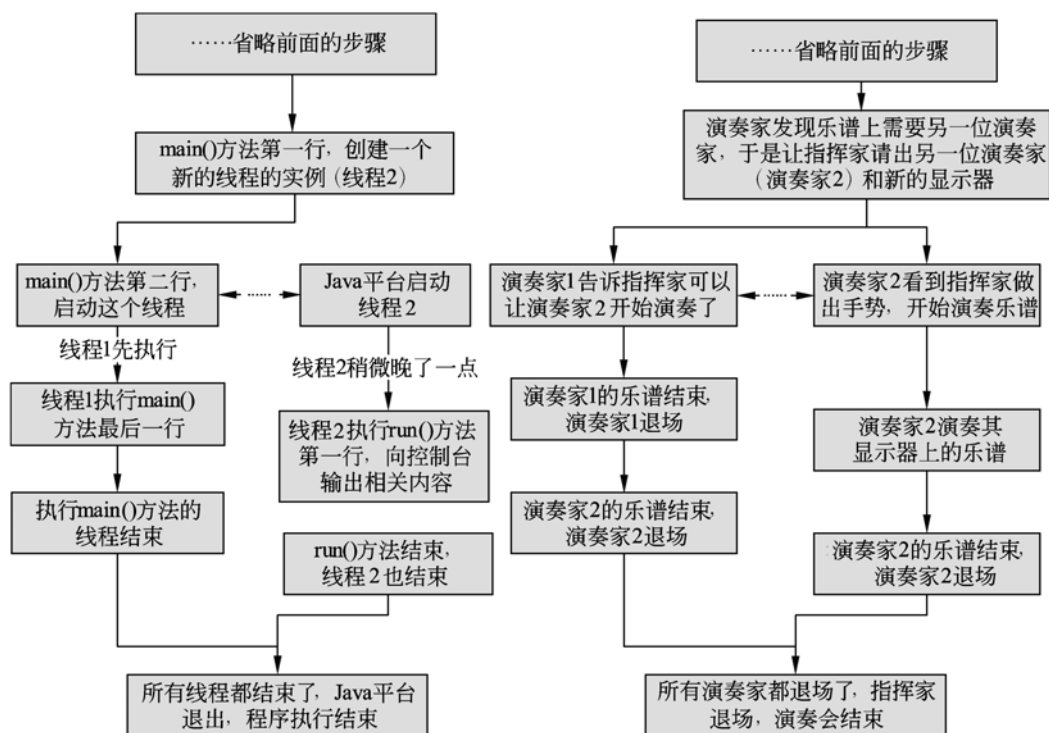 ……省略前面的步骤
main()方法第一行，创建一个
新的线程的实例（线程2）
main()方法第二行，
启动这个线程
Java平台启动
线程2
线程1先执行
线程2稍微晚了一点
线程1执行main()
方法最后一行
线程2执行run()方法
第一行，向控制台
输出相关内容
执行main()方法的
线程结束
run()方法结束，
线程2也结束
所有线程都结束了，Java平台
退出，程序执行结束
……省略前面的步骤
演奏家发现乐谱上需要另一位演奏
家，于是让指挥家请出另一位演奏家
（演奏家2）和新的显示器
演奏家1告诉指挥家可以
让演奏家2开始演奏了
演奏家2看到指挥家做
出手势，开始演奏乐谱
演奏家1的乐谱结束，
演奏家1退场
演奏家2演奏其
显示器上的乐谱
演奏家2的乐谱结束，
演奏家2退场
演奏家2的乐谱结束，
演奏家2退场
所有演奏家都退场了，指挥家
退场，演奏会结束